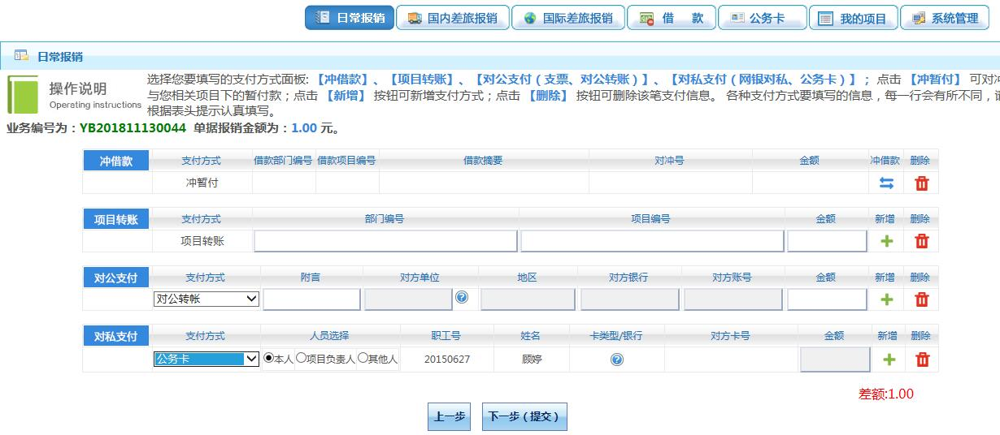 日常报销 国内差旅报销 国际差旅报销 借 款 公务卡 我的项目 系统管理
日常报销
操作说明
Operating instructions
选择您要填写的支付方式面板: 【冲借款】、【项目转账】、【对公支付（支票、对公转账）】、【对私支付（网银对私、公务卡）】； 点击 【冲暂付】 可对冲
与您相关项目下的暂付款；点击 【新增】 按钮可新增支付方式；点击 【删除】 按钮可删除该笔支付信息。 各种支付方式要填写的信息，每一行会有所不同，请
根据表头提示认真填写。
业务编号为：YB201811130044 单据报销金额为：1.00 元。
冲借款 支付方式 借款部门编号 借款项目编号 借款摘要 对冲号 金额 冲借款 删除
冲暂付
项目转账 支付方式 部门编号 项目编号 金额 新增 删除
项目转账
对公支付 支付方式 附言 对方单位 地区 对方银行 对方账号 金额 新增 删除
对公转帐
对私支付 支付方式 人员选择 职工号 姓名 卡类型/银行 对方卡号 金额 新增 删除
公务卡 本人 项目负责人 其他人 20150627 顾婷
差额:1.00
上一步 下一步（提交）